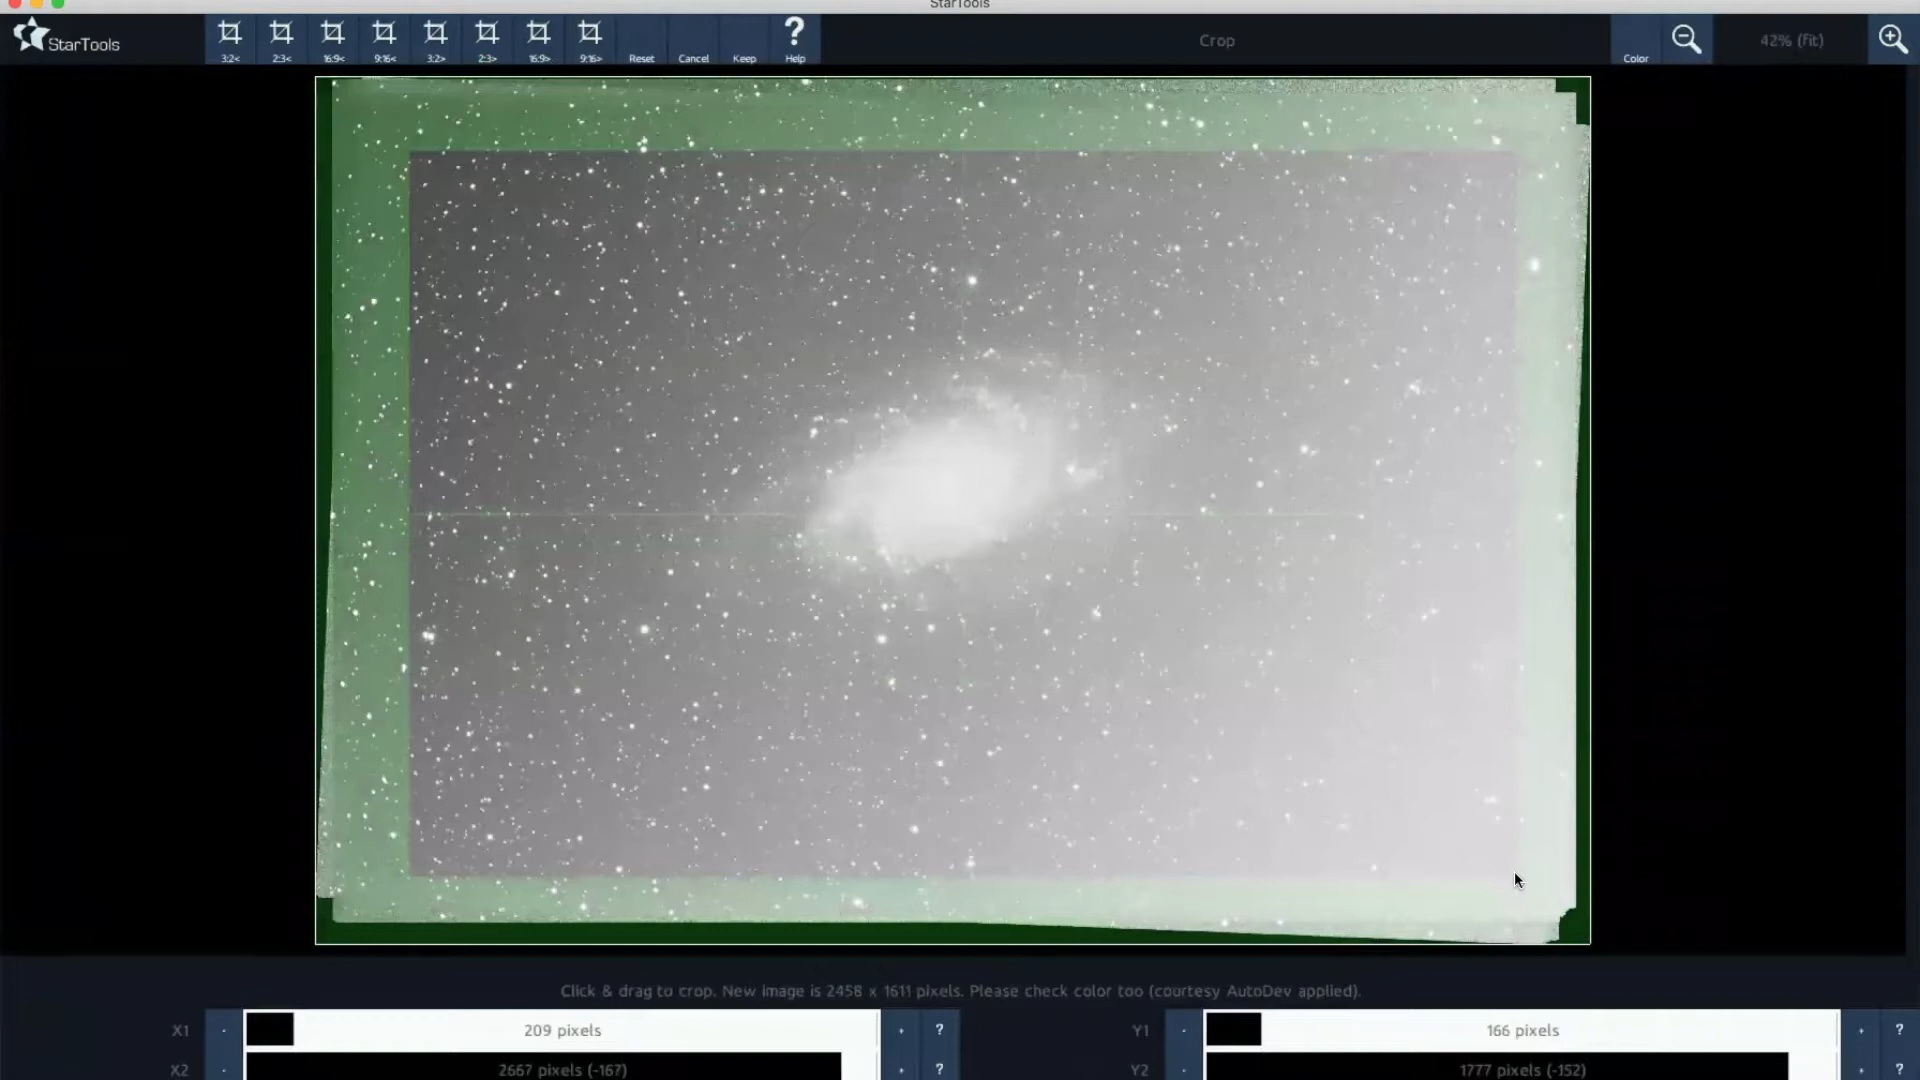 StarTools
StarTools
3:2<
2:3<
16:9<
9:16<
3:2>
2:3>
16:9>
9:16>
Reset
Cancel
Keep
?
Help
Crop
Color
42% (fit)
Click & drag to crop. New image is 2458 x 1611 pixels. Please check color too (courtesy AutoDev applied).
X1 - 209 pixels + ?
Y1 - 166 pixels + ?
X2 - 2667 pixels (-167) + ?
Y2 - 1777 pixels (-152) + ?